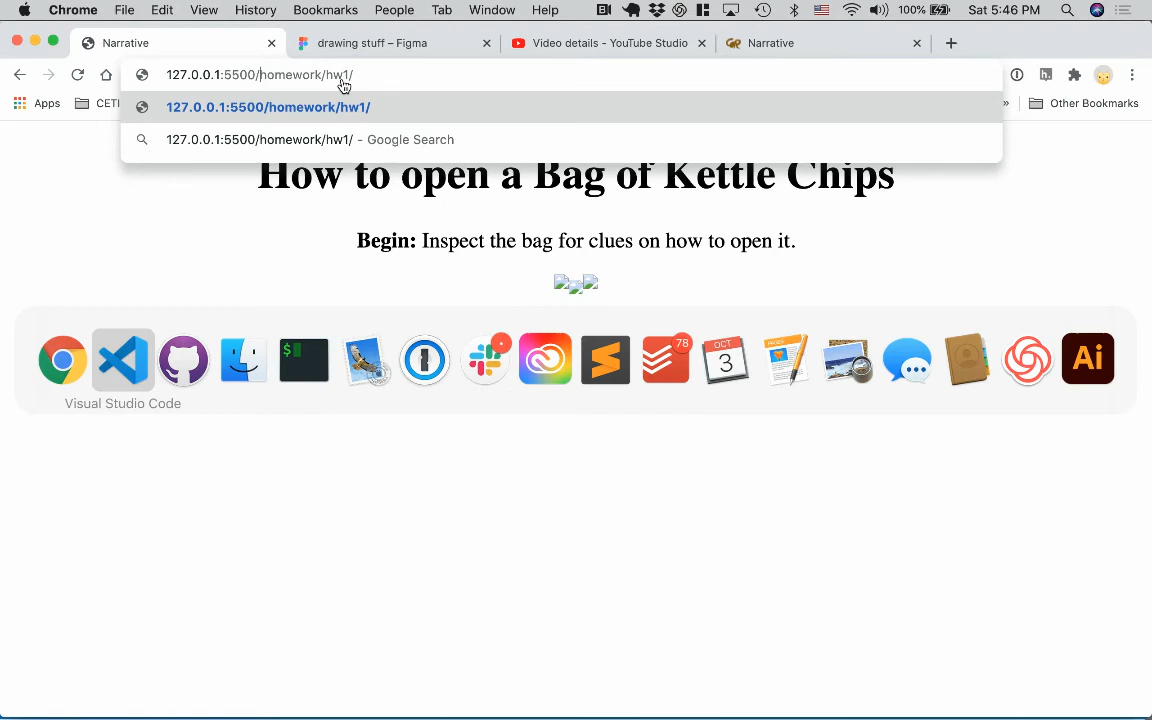 Chrome File Edit View History Bookmarks People Tab Window Help 100% Sat 5:46 PM
Narrative drawing stuff – Figma Video details - YouTube Studio Narrative
127.0.0.1:5500/homework/hw1/
Apps CETI » Other Bookmarks
127.0.0.1:5500/homework/hw1/
127.0.0.1:5500/homework/hw1/ - Google Search
How to open a Bag of Kettle Chips
Begin: Inspect the bag for clues on how to open it.
78
OCT
3
Ai
Visual Studio Code